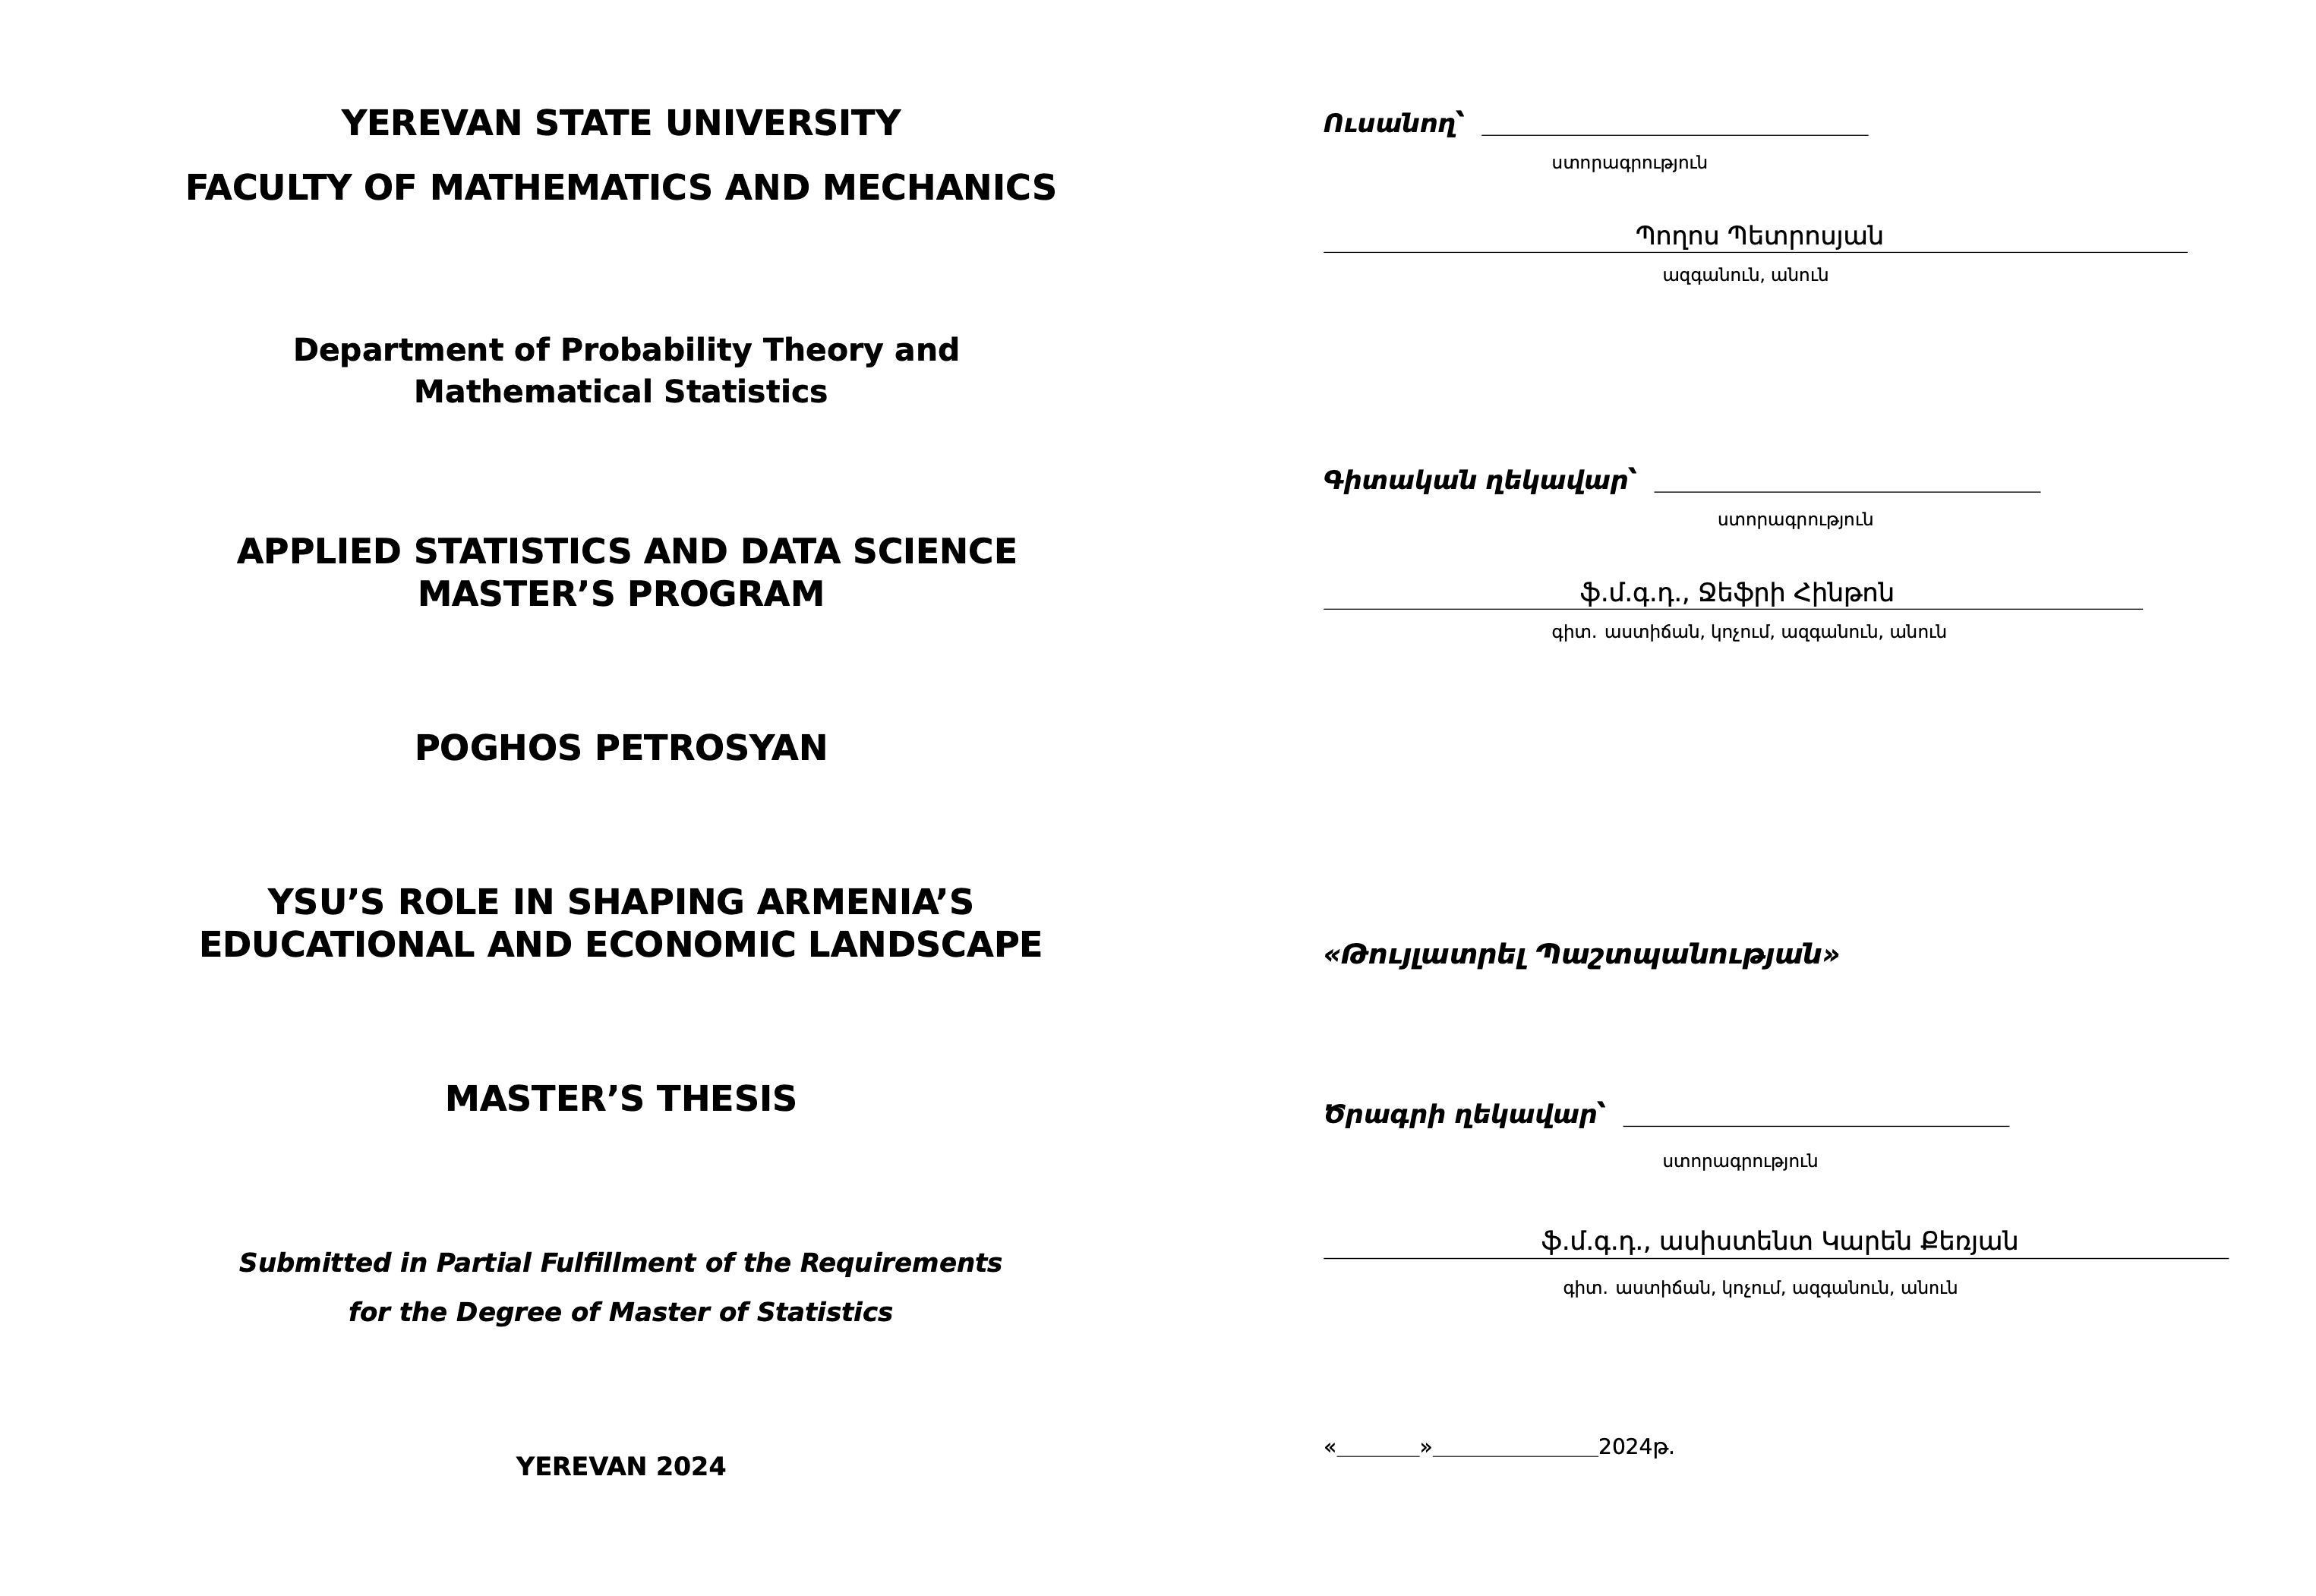 YEREVAN STATE UNIVERSITY
FACULTY OF MATHEMATICS AND MECHANICS
Department of Probability Theory and
Mathematical Statistics
APPLIED STATISTICS AND DATA SCIENCE
MASTER’S PROGRAM
POGHOS PETROSYAN
YSU’S ROLE IN SHAPING ARMENIA’S
EDUCATIONAL AND ECONOMIC LANDSCAPE
MASTER’S THESIS
Submitted in Partial Fulfillment of the Requirements
for the Degree of Master of Statistics
YEREVAN 2024
Ուսանող՝ ____________________
ստորագրություն
Պողոս Պետրոսյան
ազգանուն, անուն
Գիտական ղեկավար՝ ____________________
ստորագրություն
ֆ.մ.գ.դ., Ջեֆրի Հինթոն
գիտ. աստիճան, կոչում, ազգանուն, անուն
«Թույլատրել Պաշտպանության»
Ծրագրի ղեկավար՝ ____________________
ստորագրություն
ֆ.մ.գ.դ., ասիստենտ Կարեն Քեռյան
գիտ. աստիճան, կոչում, ազգանուն, անուն
«________»________________2024թ.